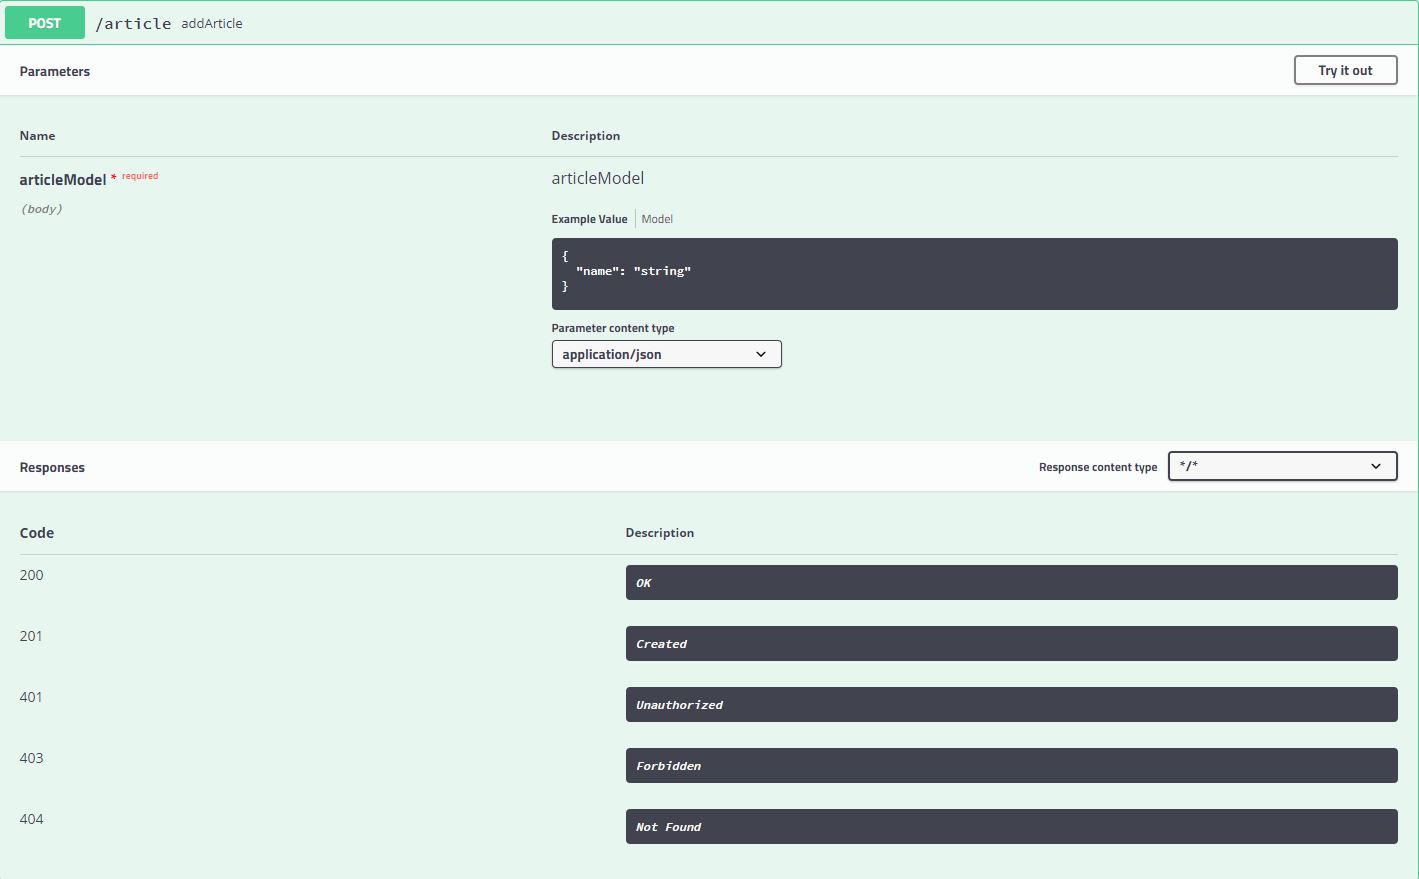 POST /article addArticle
Parameters
Try it out
Name Description
articleModel * required articleModel
(body)
Example Value Model
{
"name": "string"
}
Parameter content type
application/json
Responses Response content type */*
Code Description
200 OK
201 Created
401 Unauthorized
403 Forbidden
404 Not Found